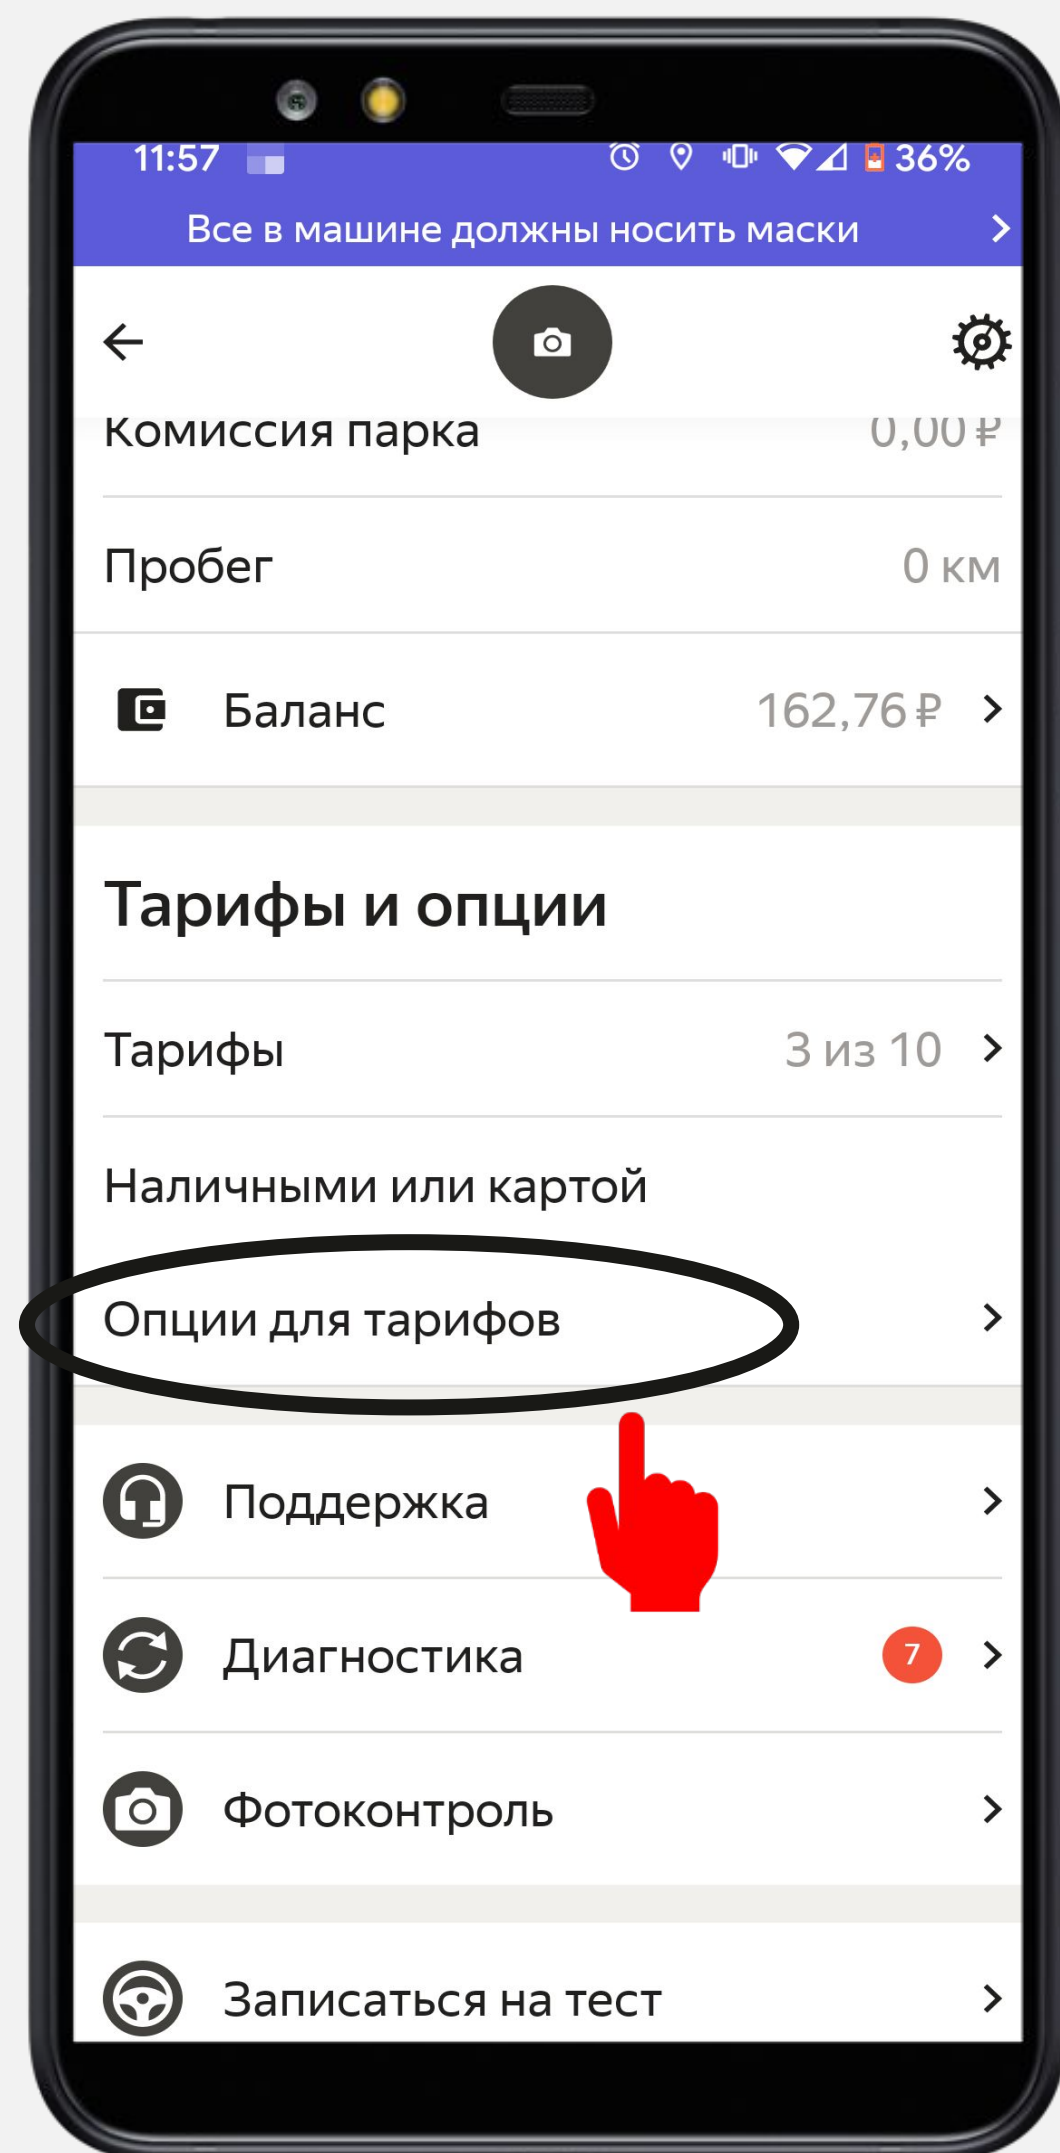 11:57
36%
Все в машине должны носить маски
Комиссия парка 0,00 ₽
Пробег 0 км
Баланс 162,76 ₽
Тарифы и опции
Тарифы 3 из 10
Наличными или картой
Опции для тарифов
Поддержка
Диагностика 7
Фотоконтроль
Записаться на тест